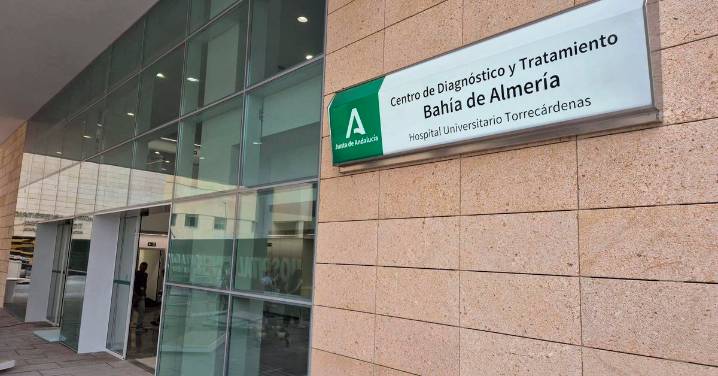 Centro de Diagnóstico y Tratamiento
Bahía de Almería
Hospital Universitario Torrecárdenas
Junta de Andalucía